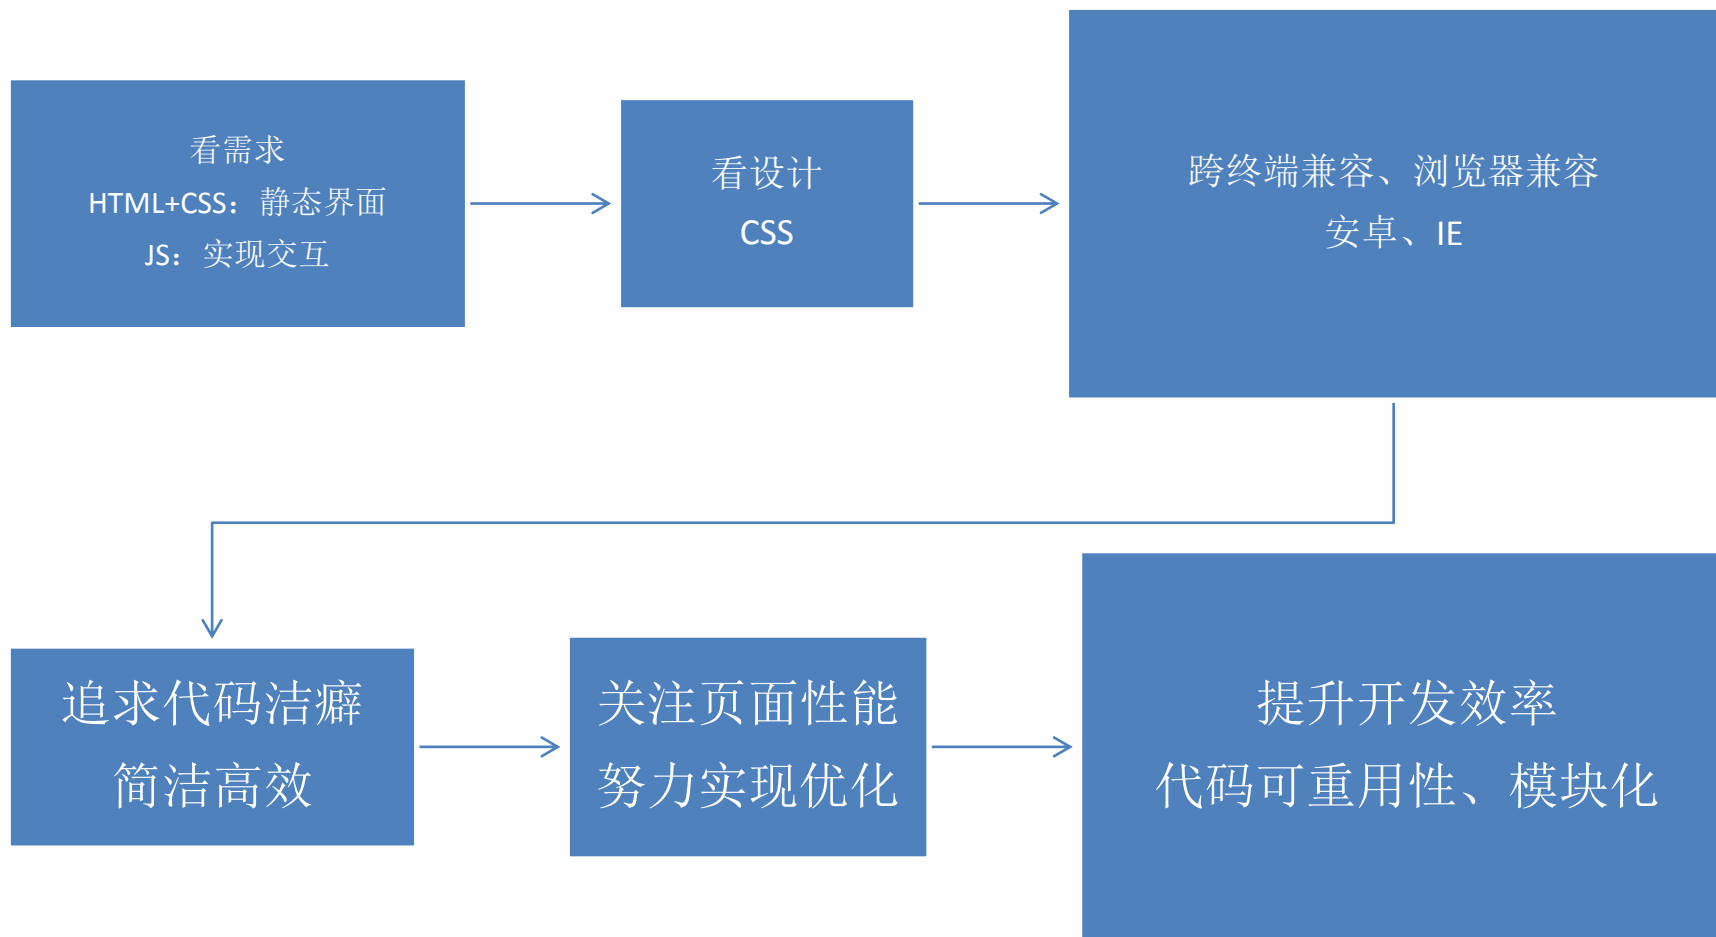 看需求
HTML+CSS：静态界面
JS：实现交互
看设计
CSS
跨终端兼容、浏览器兼容
安卓、IE
追求代码洁癖
简洁高效
关注页面性能
努力实现优化
提升开发效率
代码可重用性、模块化